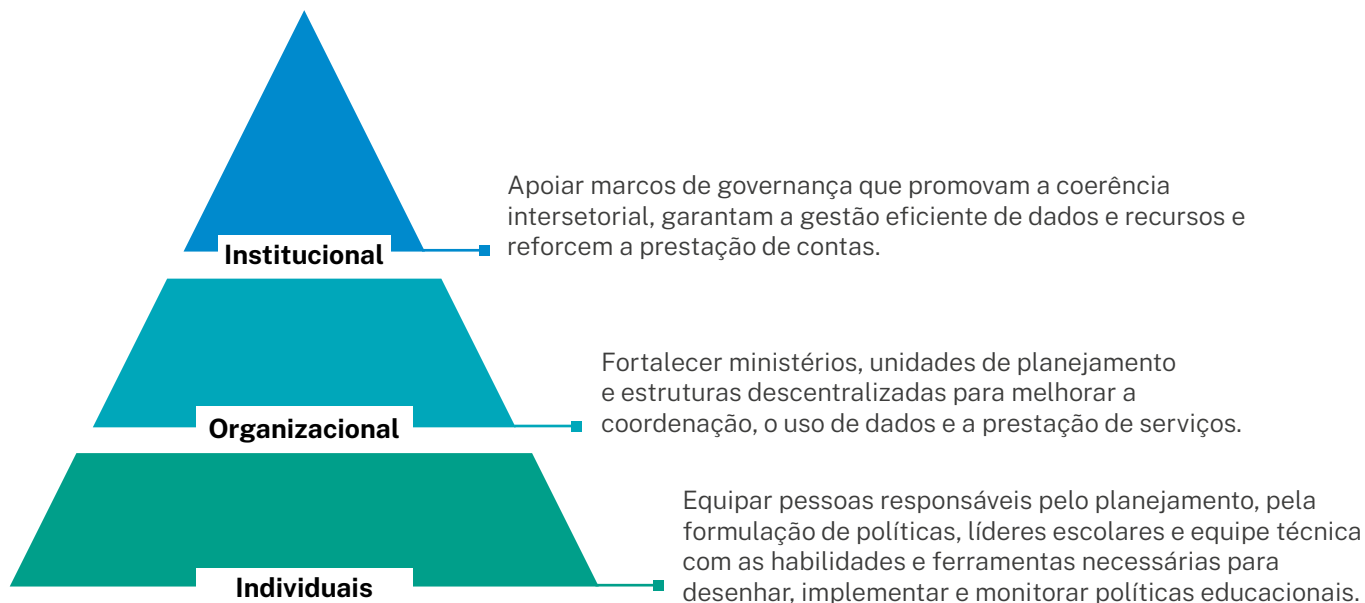 Apoiar marcos de governança que promovam a coerência
intersetorial, garantam a gestão eficiente de dados e recursos e
reforcem a prestação de contas.
Institucional
Fortalecer ministérios, unidades de planejamento
e estruturas descentralizadas para melhorar a
coordenação, o uso de dados e a prestação de serviços.
Organizacional
Equipar pessoas responsáveis pelo planejamento, pela
formulação de políticas, líderes escolares e equipe técnica
com as habilidades e ferramentas necessárias para
desenhar, implementar e monitorar políticas educacionais.
Individuais